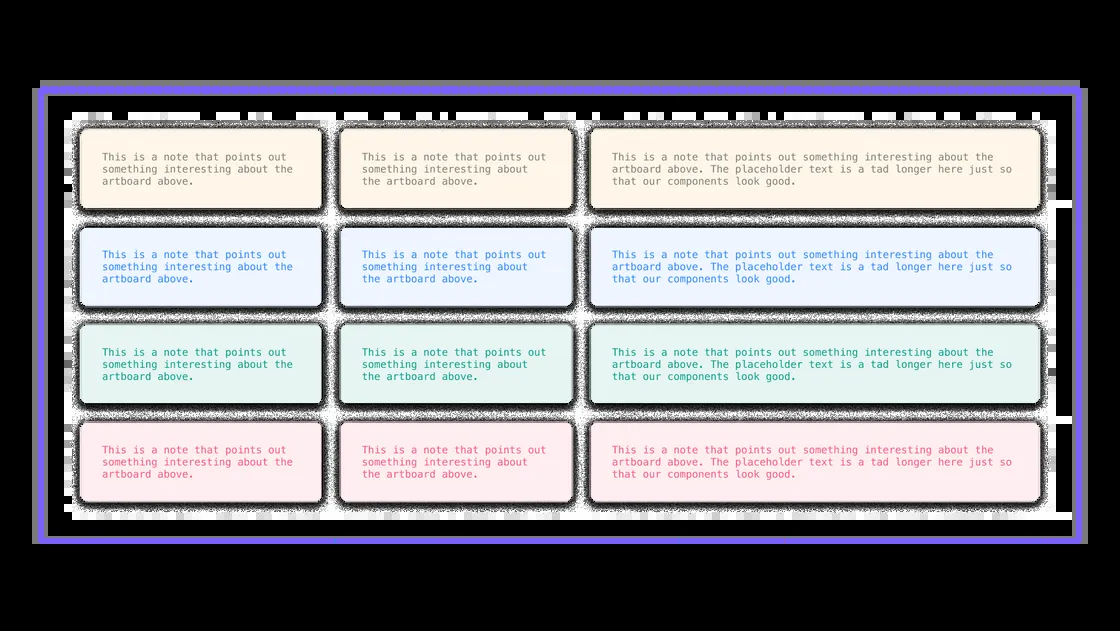 This is a note that points out
something interesting about the
artboard above.
This is a note that points out
something interesting about
the artboard above.
This is a note that points out something interesting about the
artboard above. The placeholder text is a tad longer here just so
that our components look good.
This is a note that points out
something interesting about the
artboard above.
This is a note that points out
something interesting about
the artboard above.
This is a note that points out something interesting about the
artboard above. The placeholder text is a tad longer here just so
that our components look good.
This is a note that points out
something interesting about the
artboard above.
This is a note that points out
something interesting about
the artboard above.
This is a note that points out something interesting about the
artboard above. The placeholder text is a tad longer here just so
that our components look good.
This is a note that points out
something interesting about the
artboard above.
This is a note that points out
something interesting about
the artboard above.
This is a note that points out something interesting about the
artboard above. The placeholder text is a tad longer here just so
that our components look good.